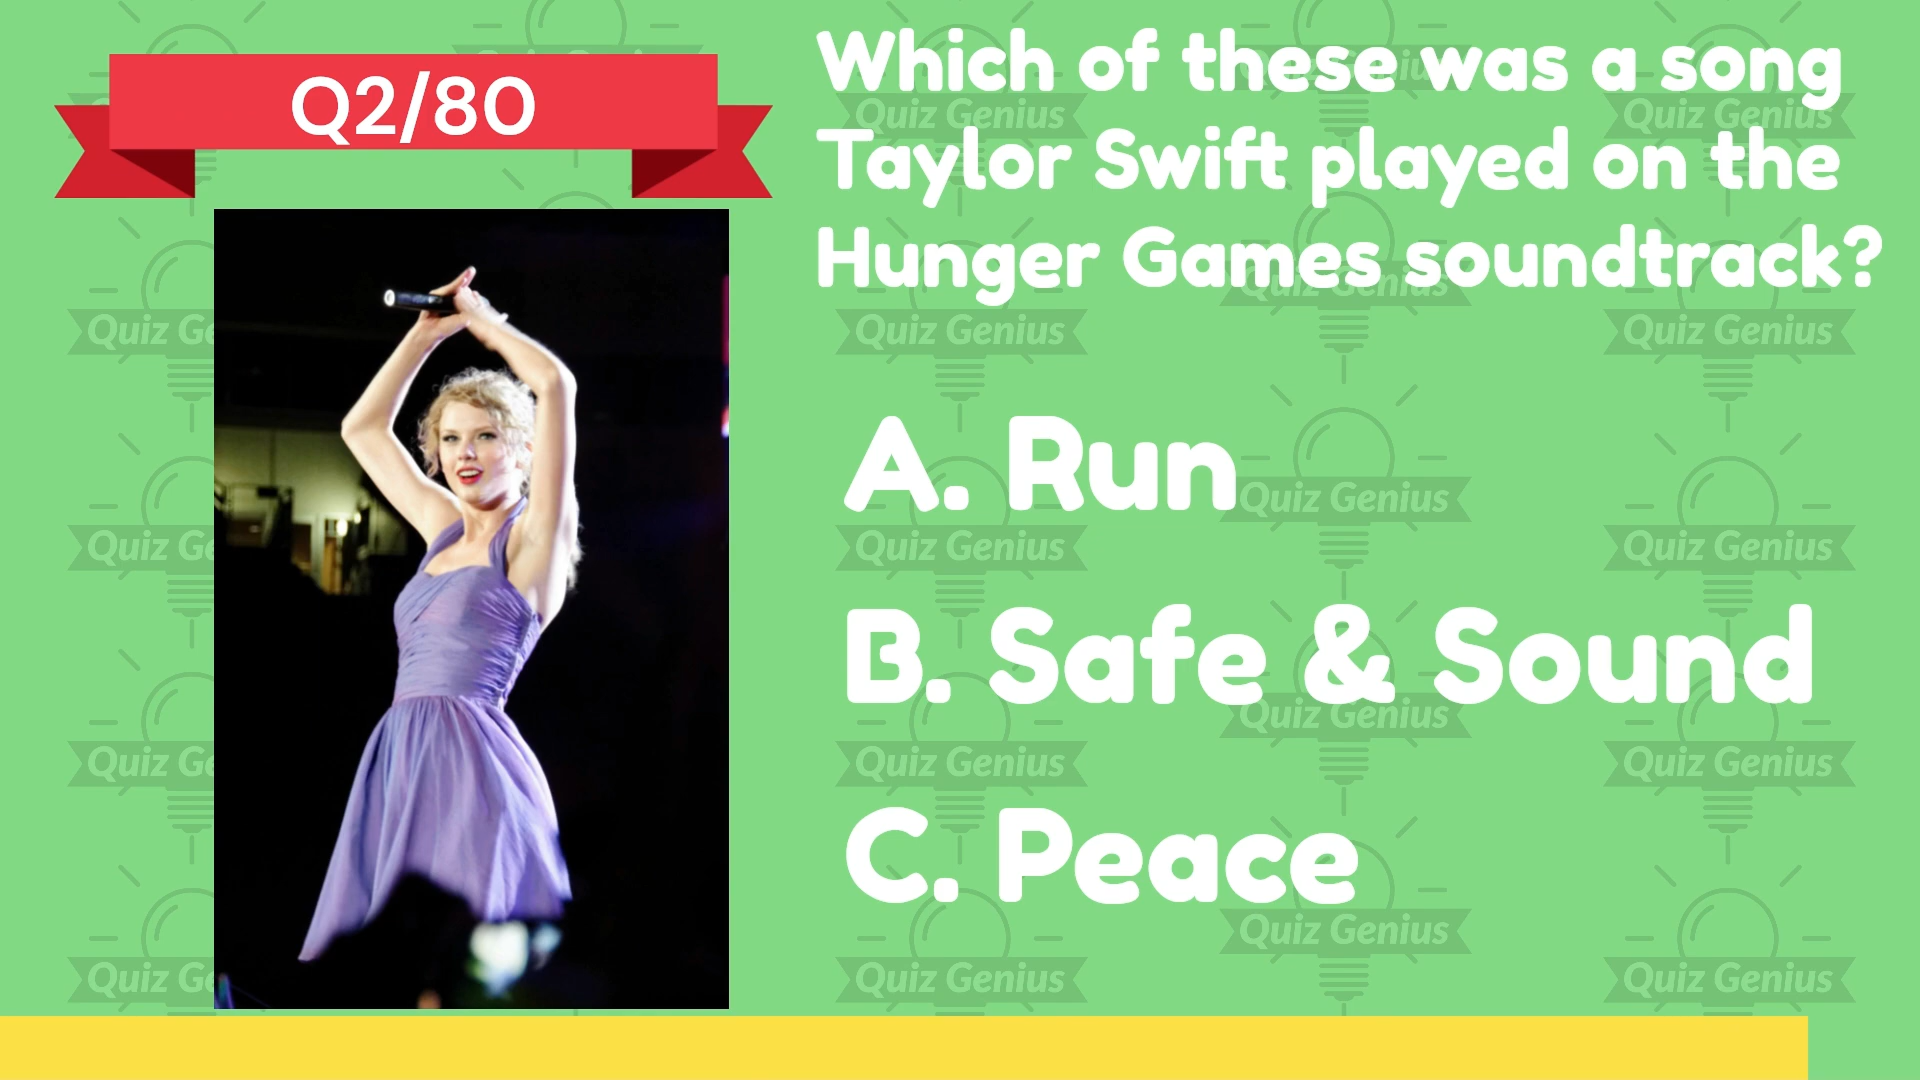 Q2/80
Which of these was a song
Taylor Swift played on the
Hunger Games soundtrack?
A. Run
B. Safe & Sound
C. Peace
Quiz Genius